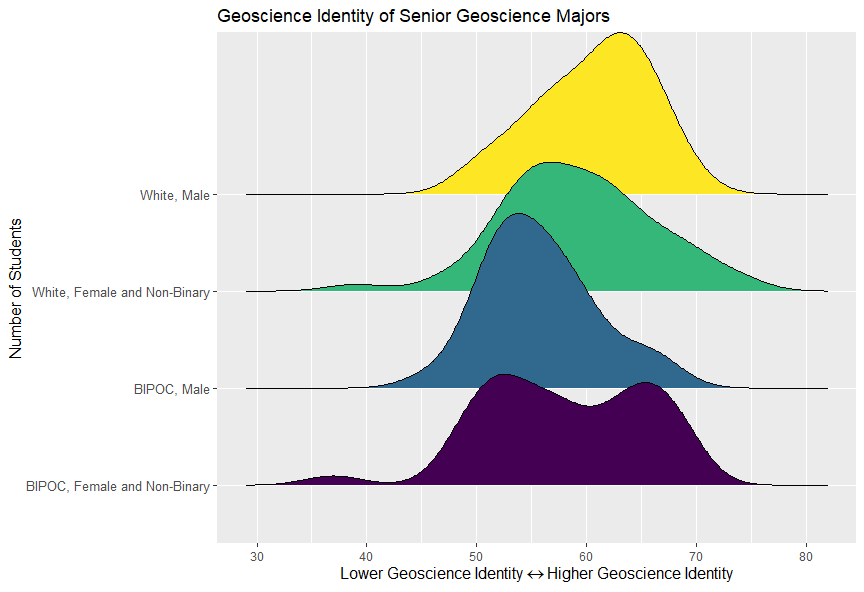 Geoscience Identity of Senior Geoscience Majors
Number of Students
White, Male
White, Female and Non-Binary
BIPOC, Male
BIPOC, Female and Non-Binary
30 40 50 60 70 80
Lower Geoscience Identity ↔ Higher Geoscience Identity